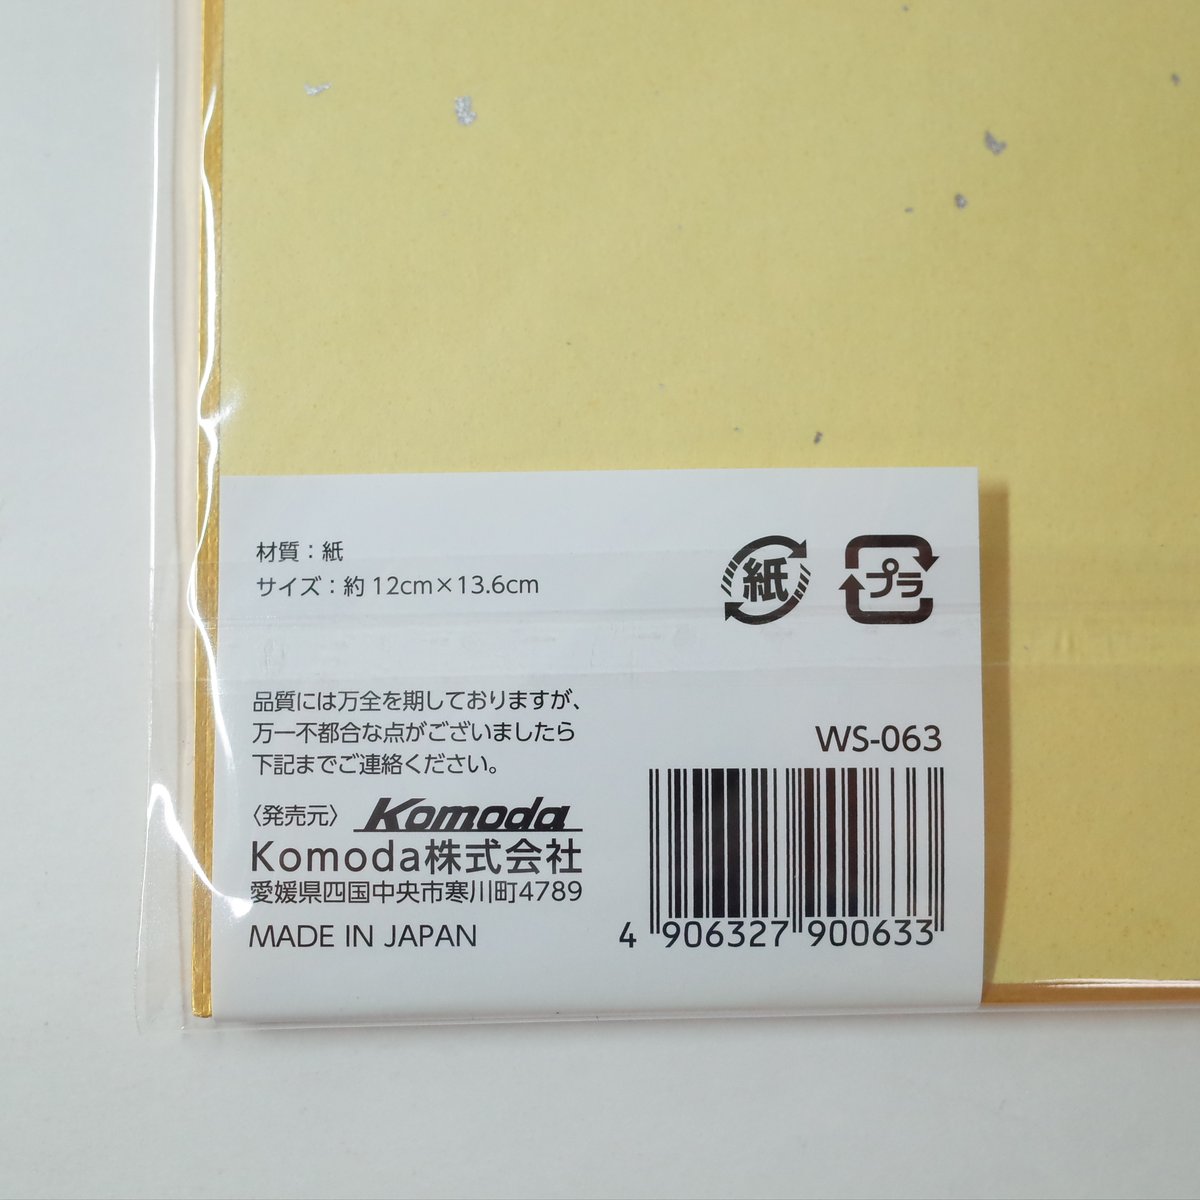 材質：紙
サイズ：約12cm×13.6cm
紙
プラ
品質には万全を期しておりますが、
万一不都合な点がございましたら
下記までご連絡ください。
WS-063
〈発売元〉 Komoda
Komoda株式会社
愛媛県四国中央市寒川町4789
MADE IN JAPAN
4 906327 900633